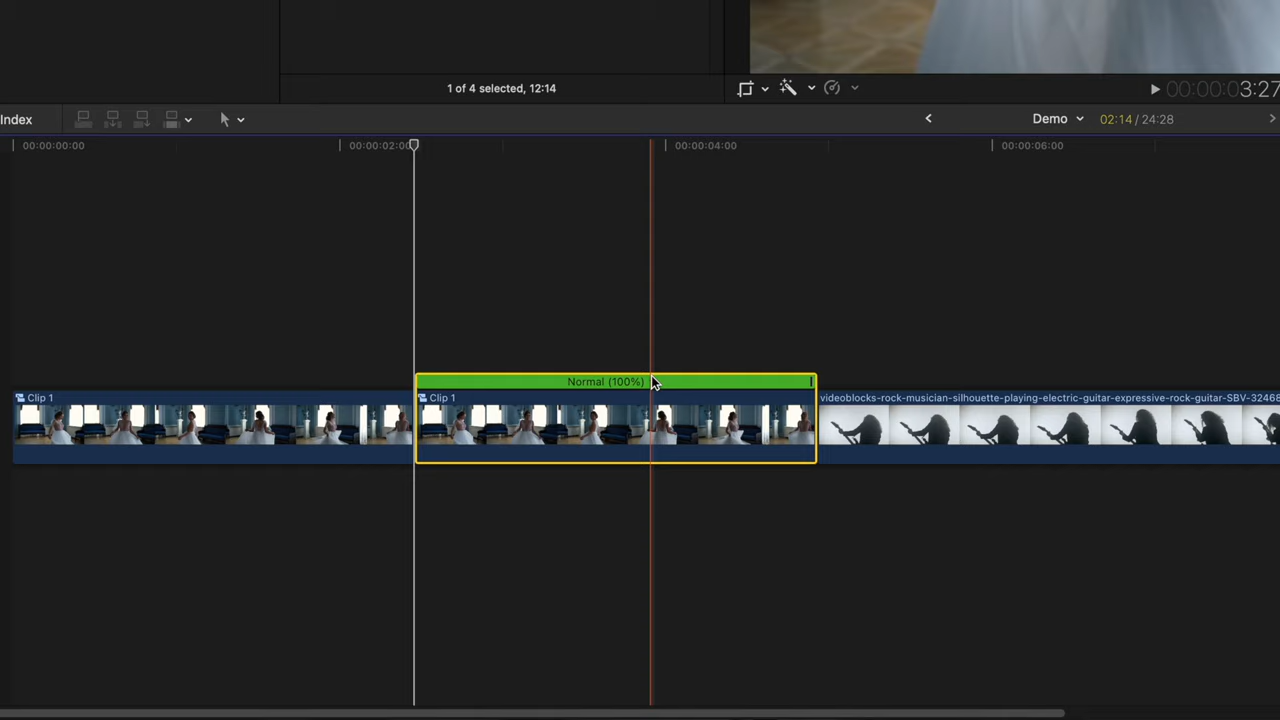 1 of 4 selected, 12:14
00:00:00:03:27
Index
Demo
02:14 / 24:28
00:00:00:00
00:00:02:00
00:00:04:00
00:00:06:00
Normal (100%)
Clip 1
Clip 1
videoblocks-rock-musician-silhouette-playing-electric-guitar-expressive-rock-guitar-SBV-32468